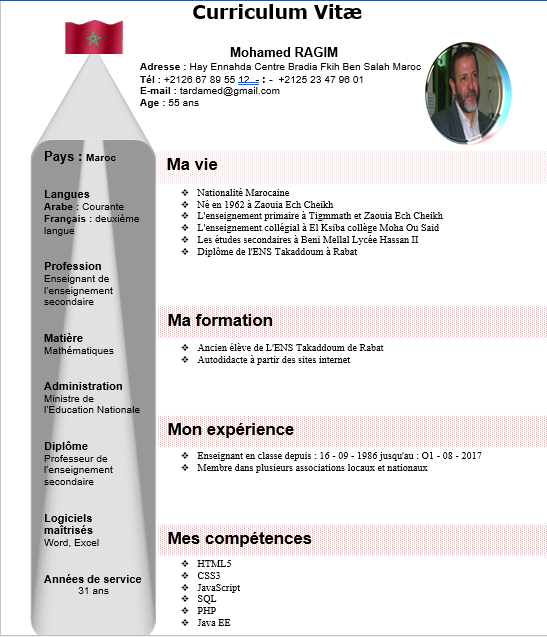 Curriculum Vitæ
Mohamed RAGIM
Adresse : Hay Ennahda Centre Bradia Fkih Ben Salah Maroc
Tél : +2126 67 89 55 12 - : - +2125 23 47 96 01
E-mail : tardamed@gmail.com
Age : 55 ans
Pays : Maroc
Langues
Arabe : Courante
Français : deuxième
langue
Profession
Enseignant de
l'enseignement
secondaire
Matière
Mathématiques
Administration
Ministre de
l'Education Nationale
Diplôme
Professeur de
l'enseignement
secondaire
Logiciels
maîtrisés
Word, Excel
Années de service
31 ans
Ma vie
❖ Nationalité Marocaine
❖ Né en 1962 à Zaouia Ech Cheikh
❖ L'enseignement primaire à Tigmmath et Zaouia Ech Cheikh
❖ L'enseignement collégial à El Ksiba collège Moha Ou Said
❖ Les études secondaires à Beni Mellal Lycée Hassan II
❖ Diplôme de l'ENS Takaddoum à Rabat
Ma formation
❖ Ancien élève de L'ENS Takaddoum de Rabat
❖ Autodidacte à partir des sites internet
Mon expérience
❖ Enseignant en classe depuis : 16 - 09 - 1986 jusqu'au : O1 - 08 - 2017
❖ Membre dans plusieurs associations locaux et nationaux
Mes compétences
❖ HTML5
❖ CSS3
❖ JavaScript
❖ SQL
❖ PHP
❖ Java EE